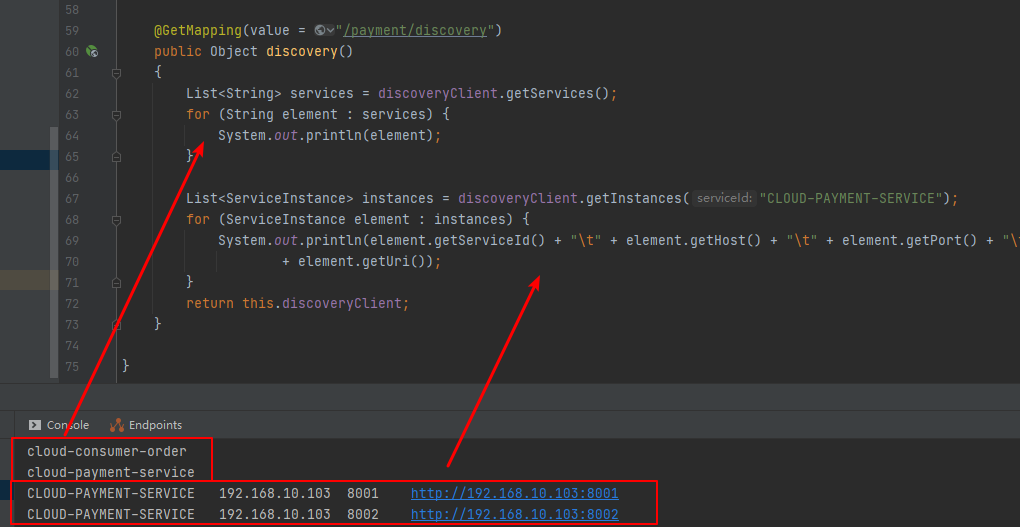 58
59 @GetMapping(value = "/payment/discovery")
60 public Object discovery()
61 {
62 List<String> services = discoveryClient.getServices();
63 for (String element : services) {
64 System.out.println(element);
65 }
66
67 List<ServiceInstance> instances = discoveryClient.getInstances( serviceId: "CLOUD-PAYMENT-SERVICE");
68 for (ServiceInstance element : instances) {
69 System.out.println(element.getServiceId() + "\t" + element.getHost() + "\t" + element.getPort() + "\t
70 + element.getUri());
71 }
72 return this.discoveryClient;
73 }
74
75 }
Console Endpoints
cloud-consumer-order
cloud-payment-service
CLOUD-PAYMENT-SERVICE 192.168.10.103 8001 http://192.168.10.103:8001
CLOUD-PAYMENT-SERVICE 192.168.10.103 8002 http://192.168.10.103:8002